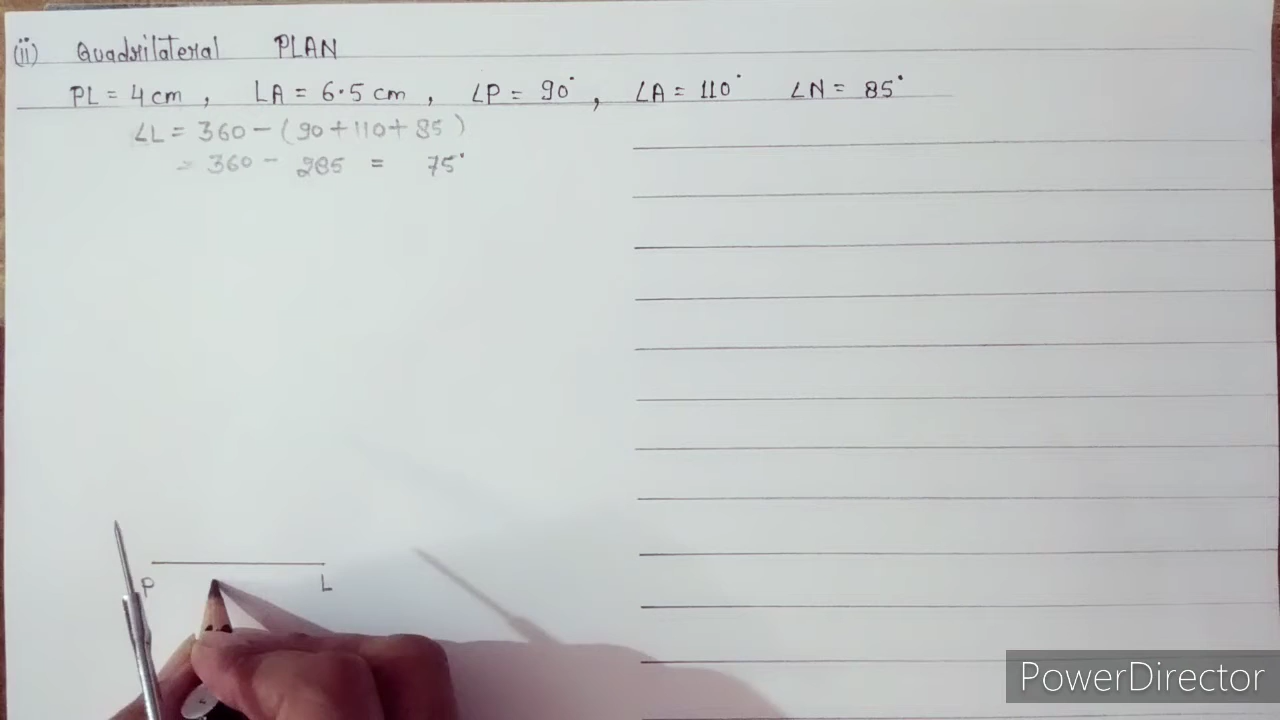 (ii) Quadrilateral PLAN
PL = 4 cm , LA = 6.5 cm , ∠P = 90° , ∠A = 110° ∠N = 85°
∠L = 360 - (90 + 110 + 85)
= 360 - 285 = 75°
P L
PowerDirector